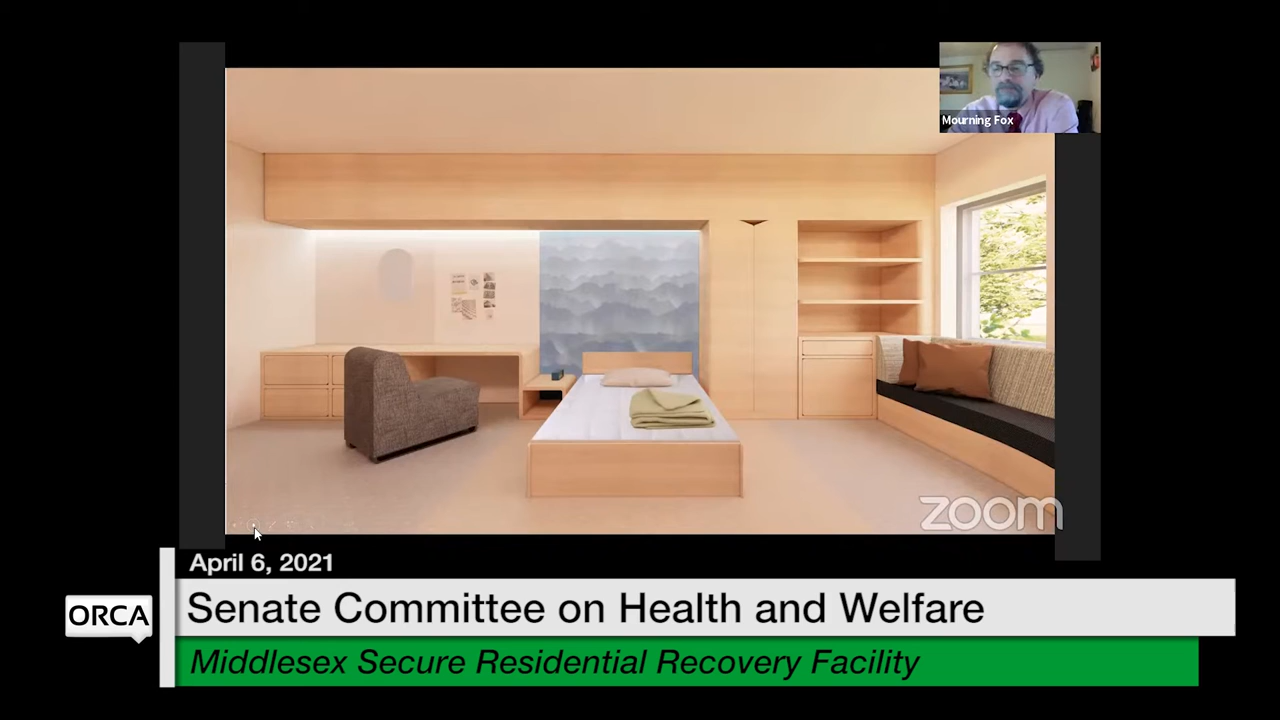 Mourning Fox
zoom
April 6, 2021
ORCA
Senate Committee on Health and Welfare
Middlesex Secure Residential Recovery Facility